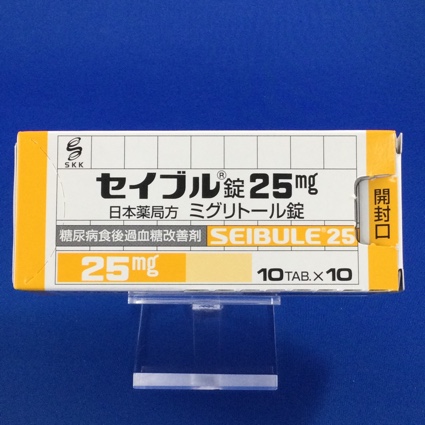 SKK
セイブル®錠25mg
日本薬局方 ミグリトール錠
糖尿病食後過血糖改善剤 SEIBULE 25
25mg
10TAB.×10
開封口